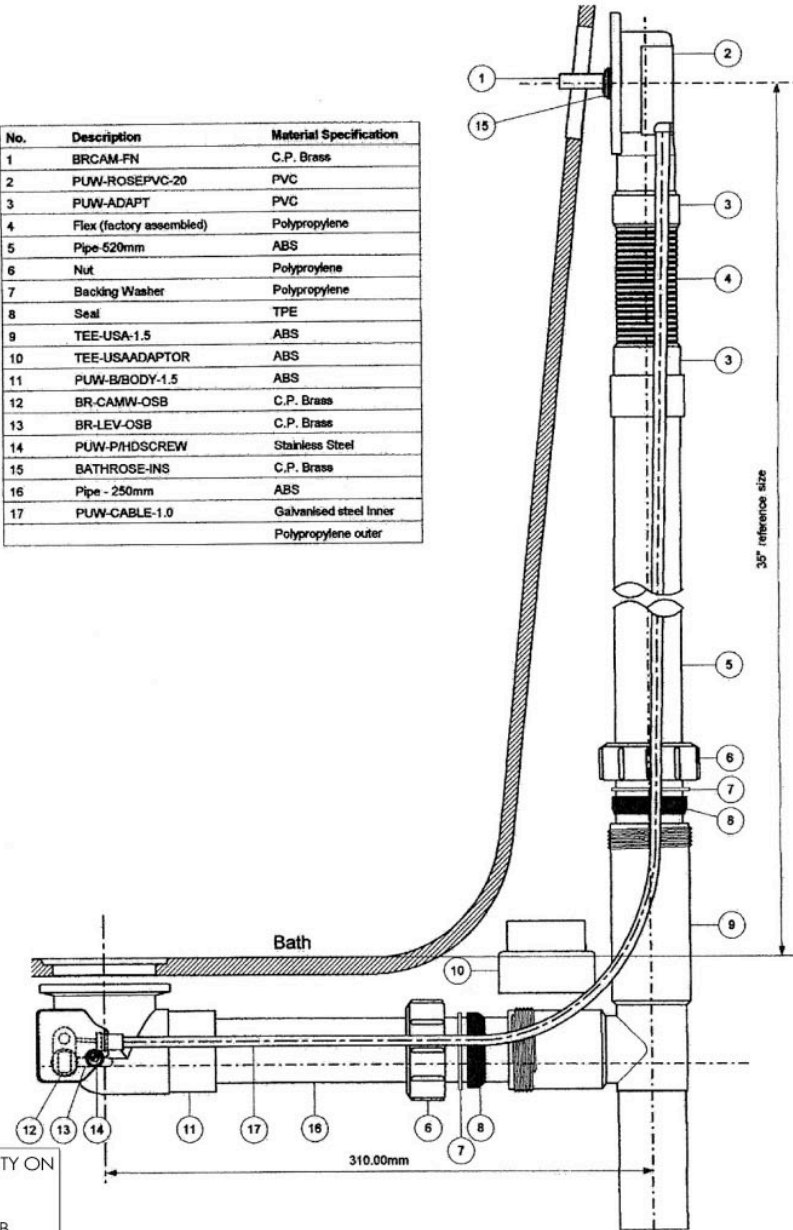 No. Description Material Specification
1 BRCAM-FN C.P. Brass
2 PUW-ROSEPVC-20 PVC
3 PUW-ADAPT PVC
4 Flex (factory assembled) Polypropylene
5 Pipe-520mm ABS
6 Nut Polyproylene
7 Backing Washer Polypropylene
8 Seal TPE
9 TEE-USA-1.5 ABS
10 TEE-USAADAPTOR ABS
11 PUW-B/BODY-1.5 ABS
12 BR-CAMW-OSB C.P. Brass
13 BR-LEV-OSB C.P. Brass
14 PUW-P/HDSCREW Stainless Steel
15 BATHROSE-INS C.P. Brass
16 Pipe - 250mm ABS
17 PUW-CABLE-1.0 Galvanised steel Inner
Polypropylene outer
1
2
15
3
4
3
35" reference size
5
6
7
8
9
Bath
10
12 13 14 11 17 16 6 7 8
310.00mm
TY ON